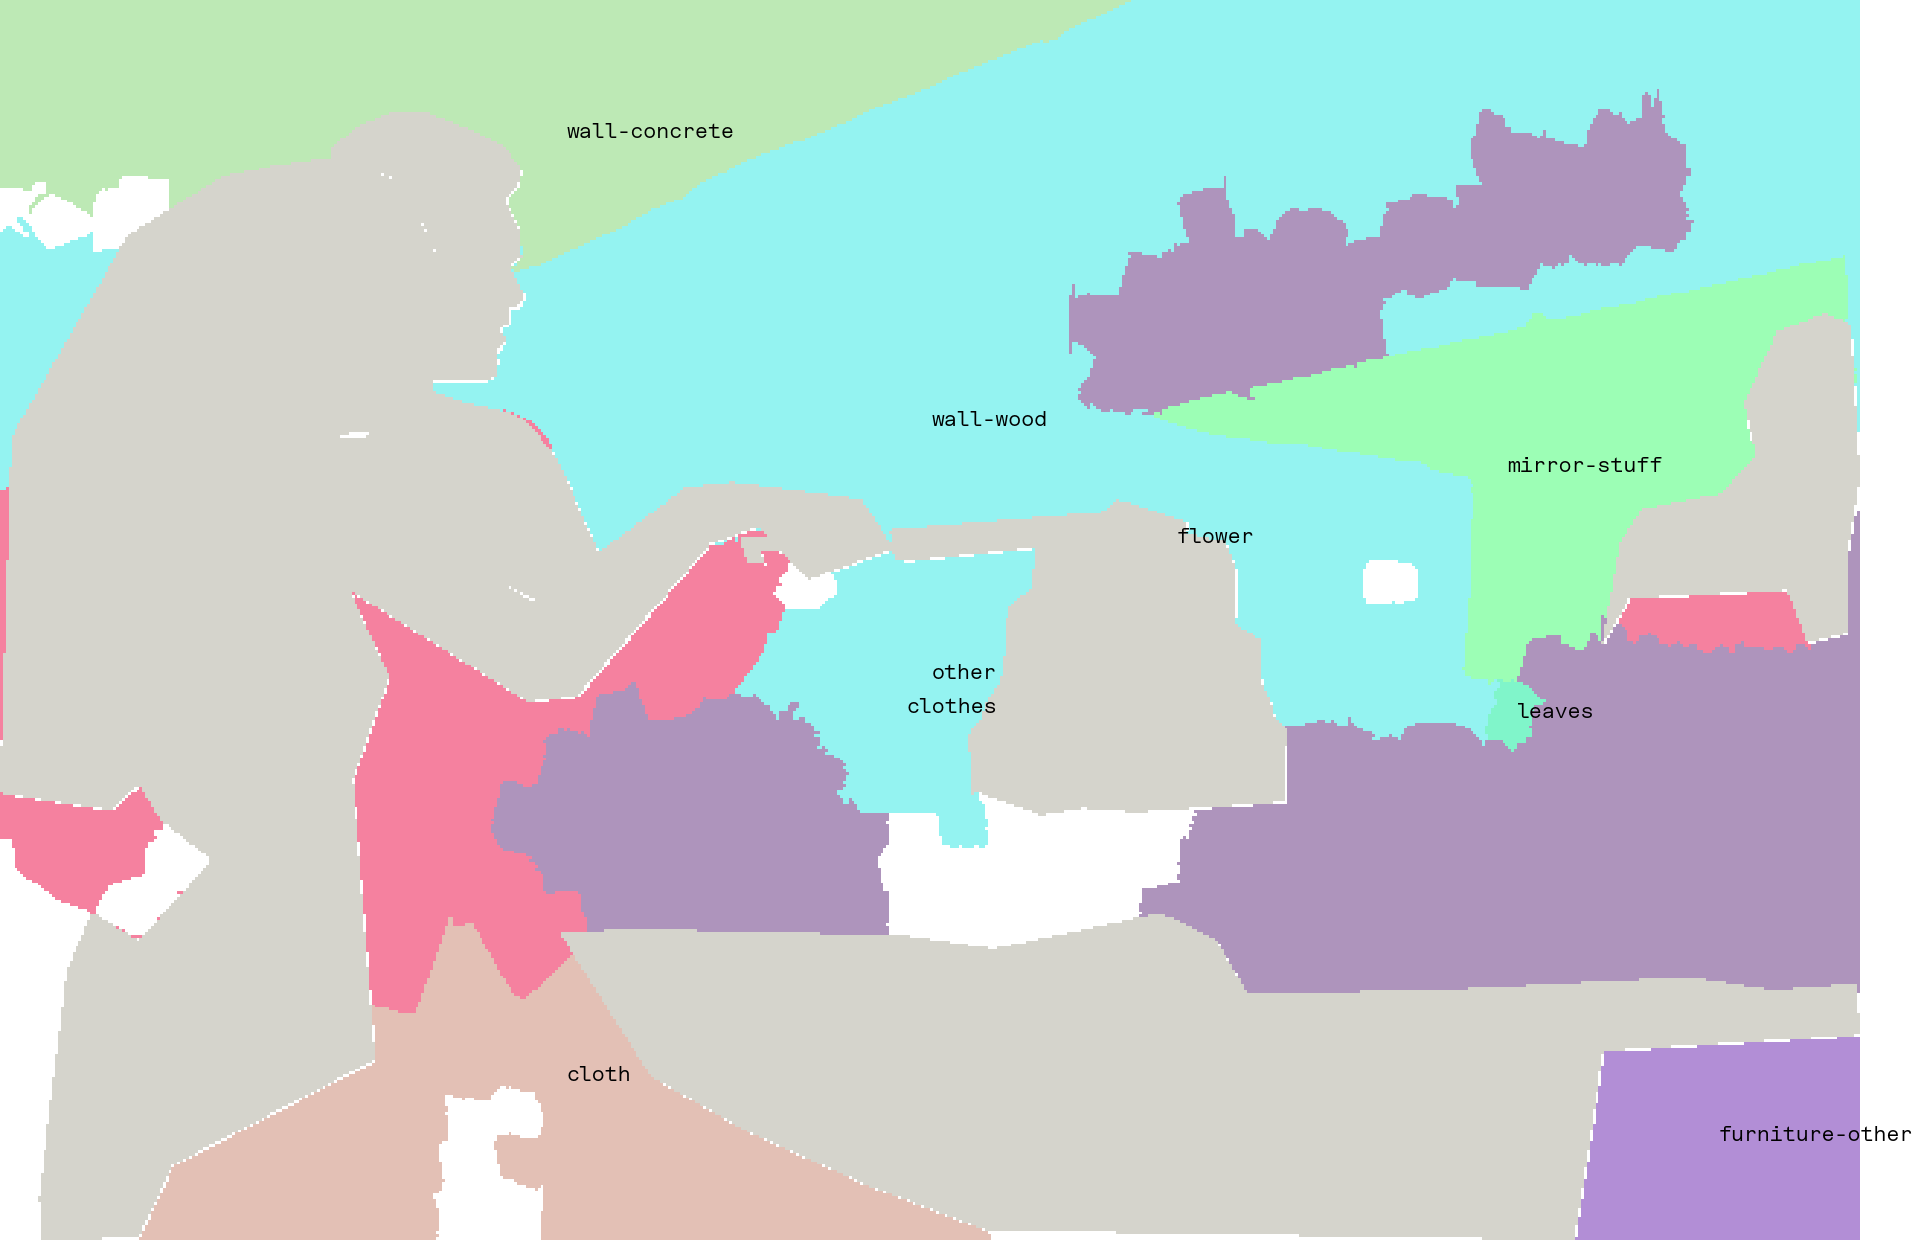 wall-concrete
wall-wood
mirror-stuff
flower
other
clothes
leaves
cloth
furniture-other